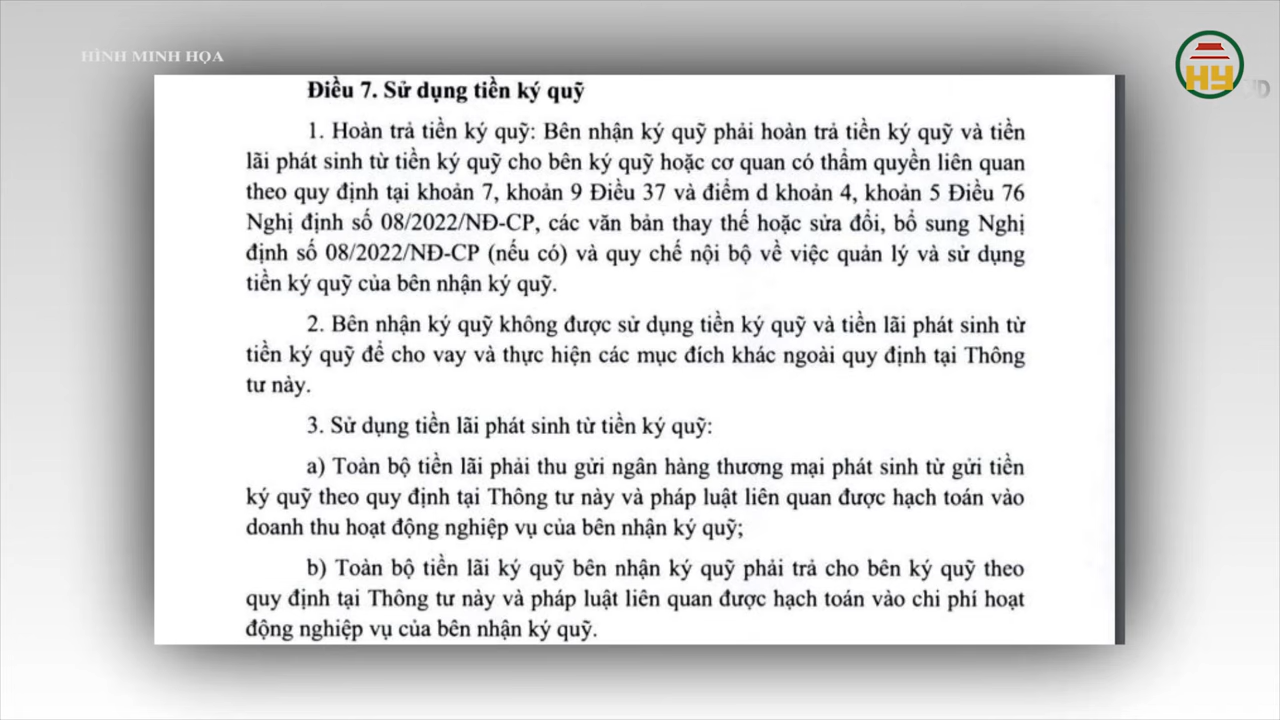 HÌNH MINH HỌA
HY
Điều 7. Sử dụng tiền ký quỹ
1. Hoàn trả tiền ký quỹ: Bên nhận ký quỹ phải hoàn trả tiền ký quỹ và tiền
lãi phát sinh từ tiền ký quỹ cho bên ký quỹ hoặc cơ quan có thẩm quyền liên quan
theo quy định tại khoản 7, khoản 9 Điều 37 và điểm d khoản 4, khoản 5 Điều 76
Nghị định số 08/2022/NĐ-CP, các văn bản thay thế hoặc sửa đổi, bổ sung Nghị
định số 08/2022/NĐ-CP (nếu có) và quy chế nội bộ về việc quản lý và sử dụng
tiền ký quỹ của bên nhận ký quỹ.
2. Bên nhận ký quỹ không được sử dụng tiền ký quỹ và tiền lãi phát sinh từ
tiền ký quỹ để cho vay và thực hiện các mục đích khác ngoài quy định tại Thông
tư này.
3. Sử dụng tiền lãi phát sinh từ tiền ký quỹ:
a) Toàn bộ tiền lãi phải thu gửi ngân hàng thương mại phát sinh từ gửi tiền
ký quỹ theo quy định tại Thông tư này và pháp luật liên quan được hạch toán vào
doanh thu hoạt động nghiệp vụ của bên nhận ký quỹ;
b) Toàn bộ tiền lãi ký quỹ bên nhận ký quỹ phải trả cho bên ký quỹ theo
quy định tại Thông tư này và pháp luật liên quan được hạch toán vào chi phí hoạt
động nghiệp vụ của bên nhận ký quỹ.